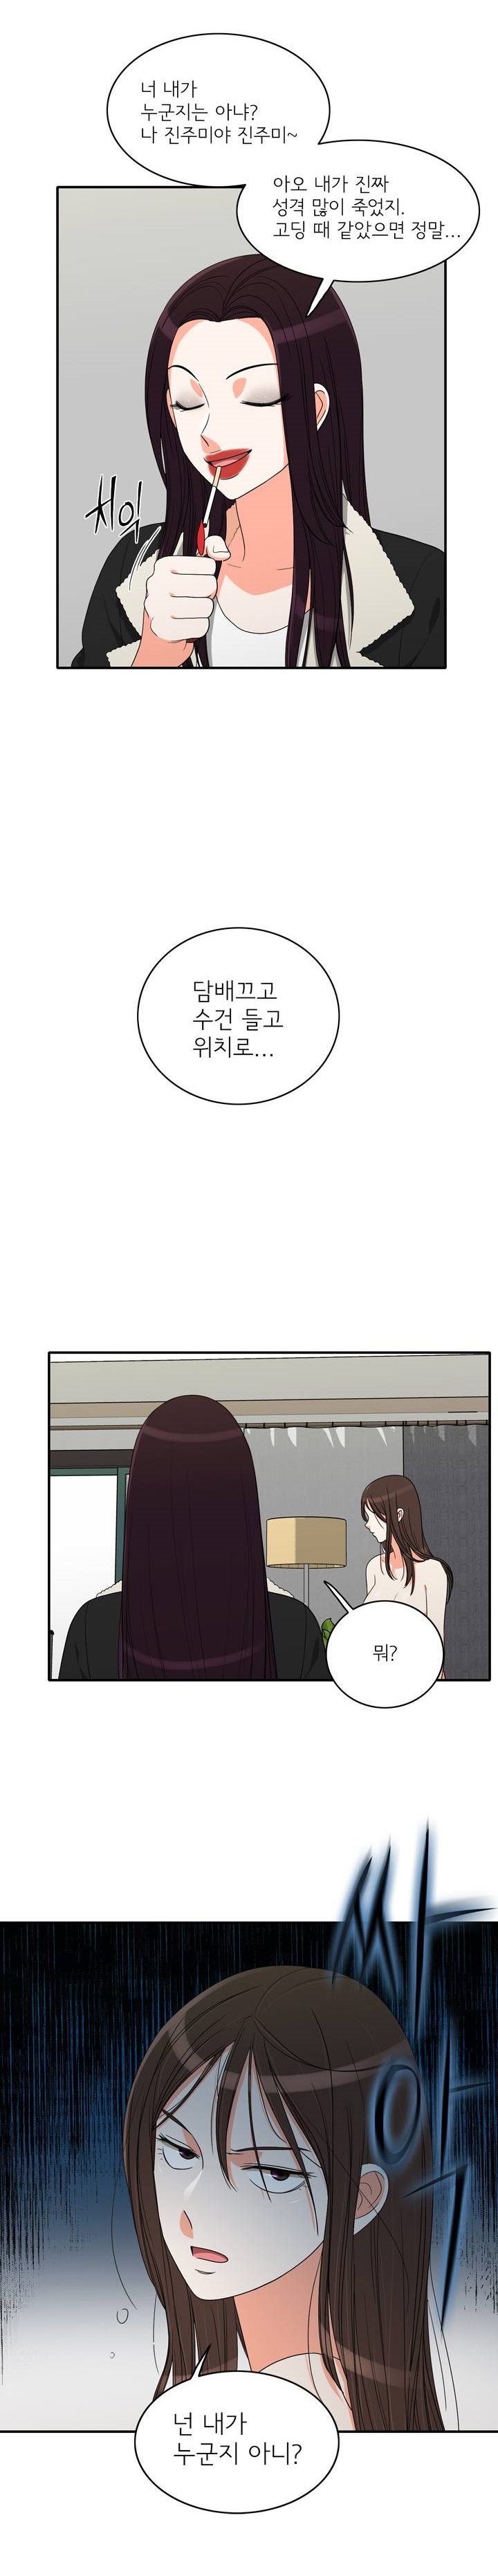 너 내가
누군지는 아냐?
나 진주미야 진주미~
아오 내가 진짜
성격 많이 죽었지.
고딩 때 같았으면 정말...
치익
담배끄고
수건 들고
위치로...
뭐?
넌 내가
누군지 아니?